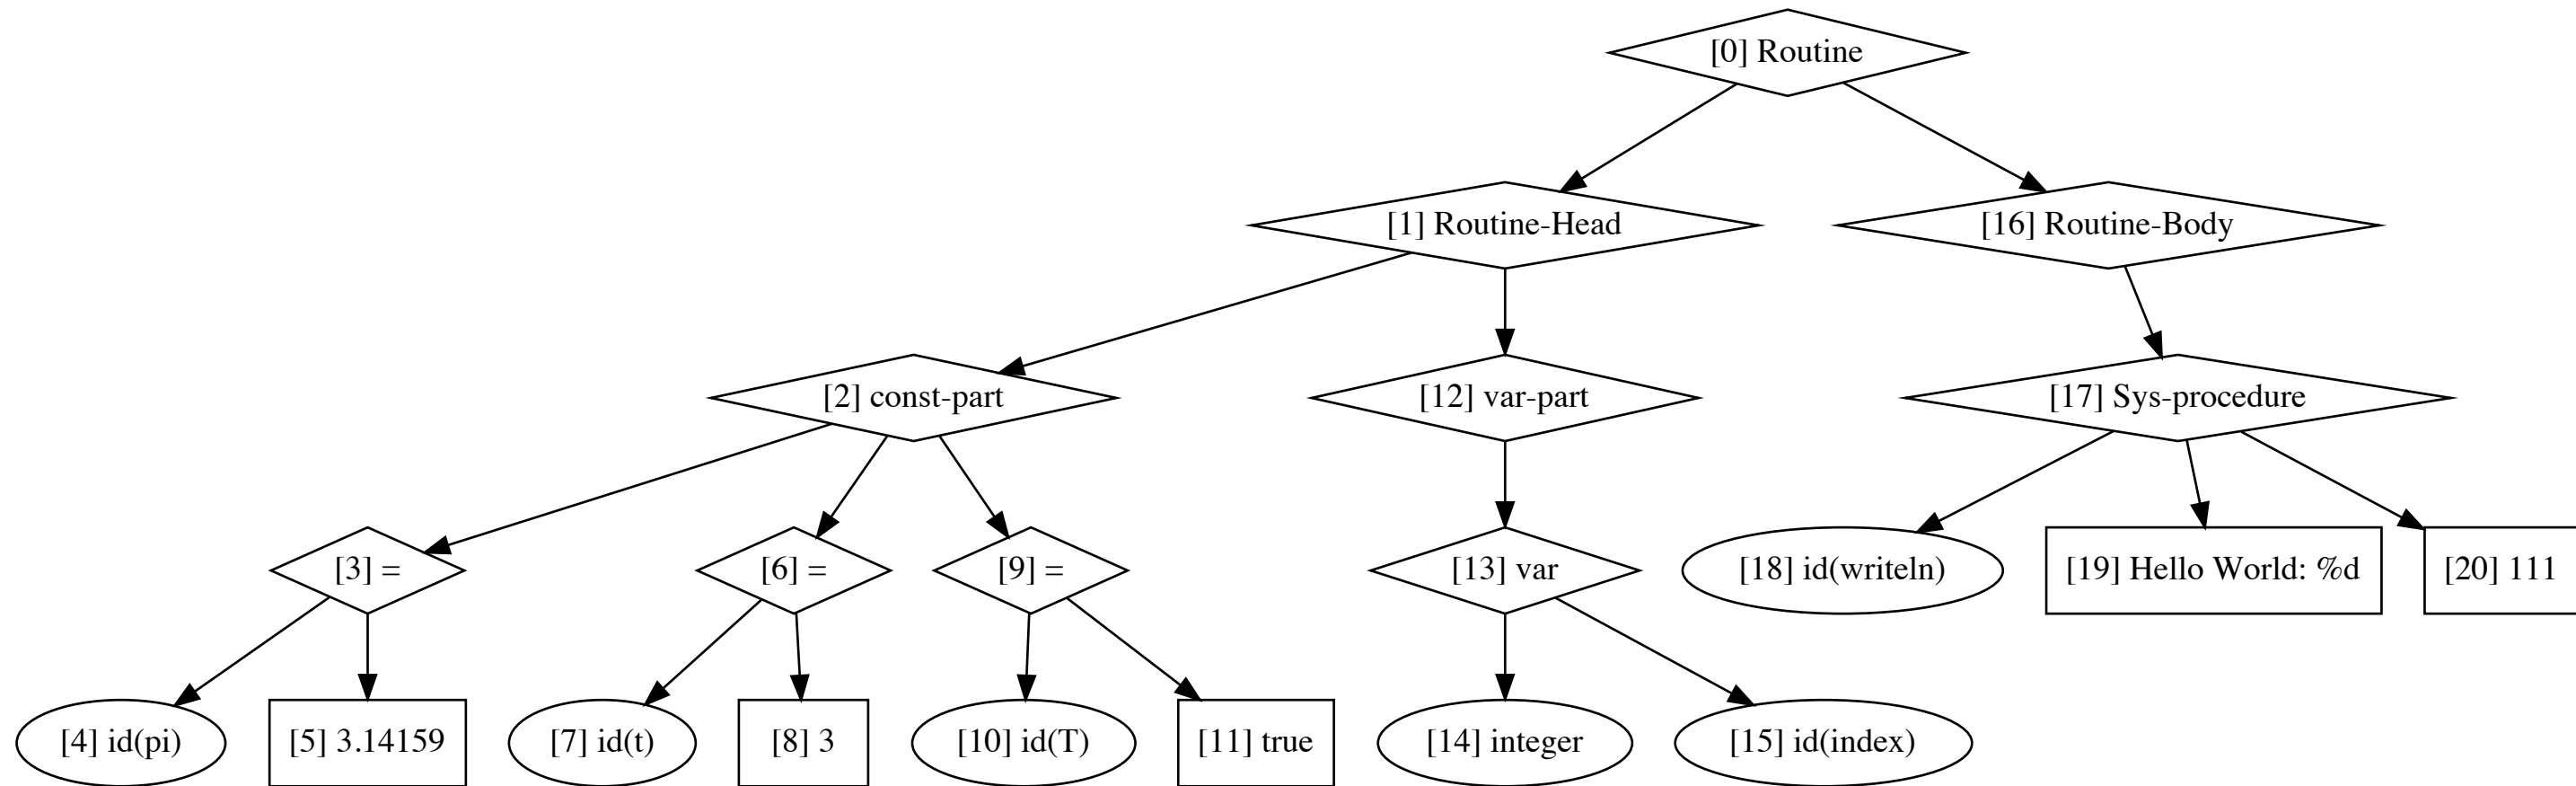 [0] Routine
[1] Routine-Head
[16] Routine-Body
[2] const-part
[12] var-part
[17] Sys-procedure
[3] =
[6] =
[9] =
[13] var
[18] id(writeln)
[19] Hello World: %d
[20] 111
[4] id(pi)
[5] 3.14159
[7] id(t)
[8] 3
[10] id(T)
[11] true
[14] integer
[15] id(index)